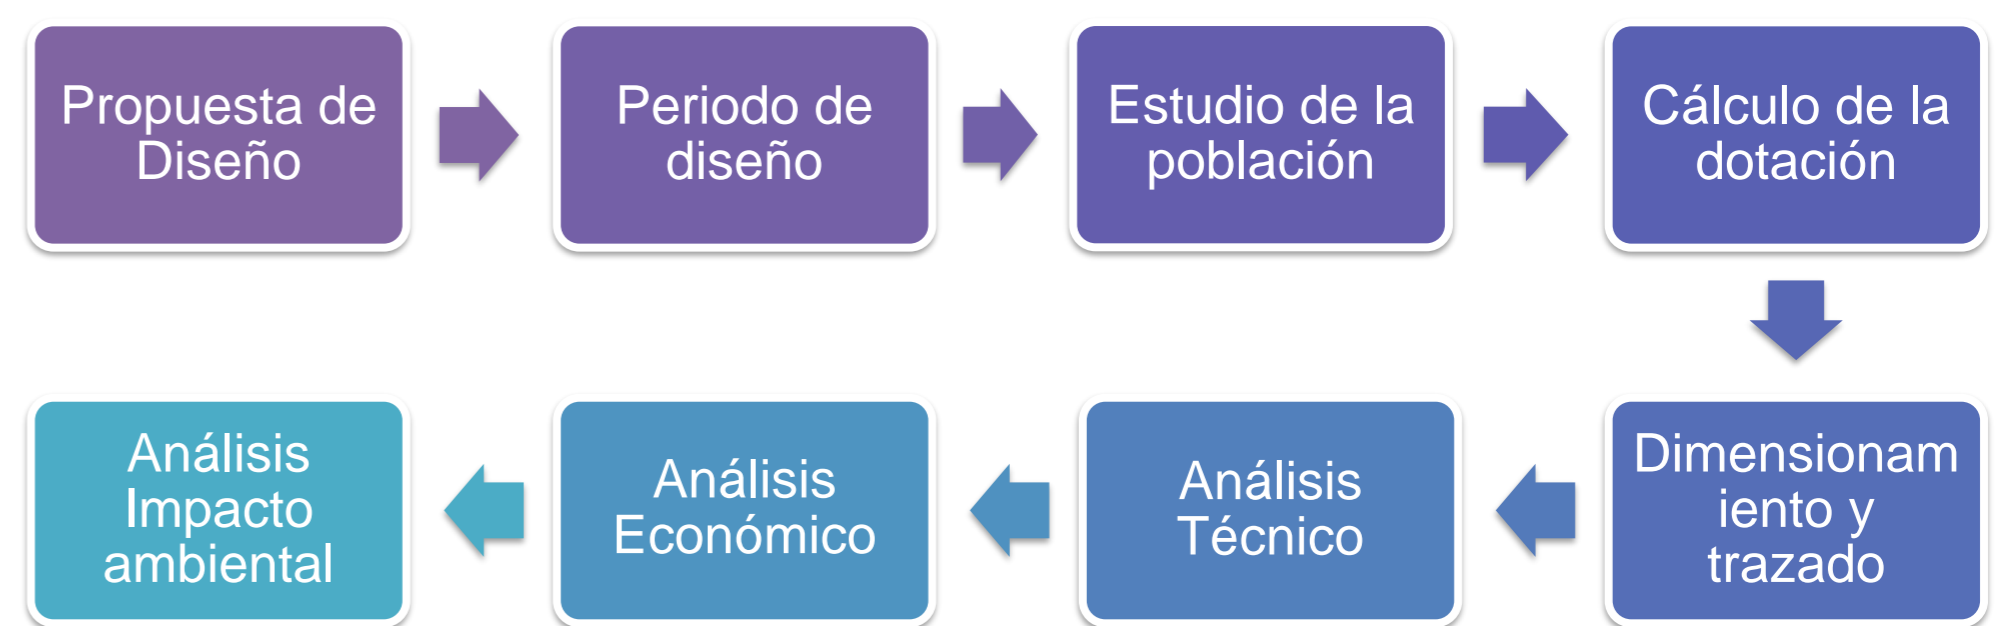 Propuesta de
Diseño
Periodo de
diseño
Estudio de la
población
Cálculo de la
dotación
Dimensionam
iento y
trazado
Análisis
Técnico
Análisis
Económico
Análisis
Impacto
ambiental